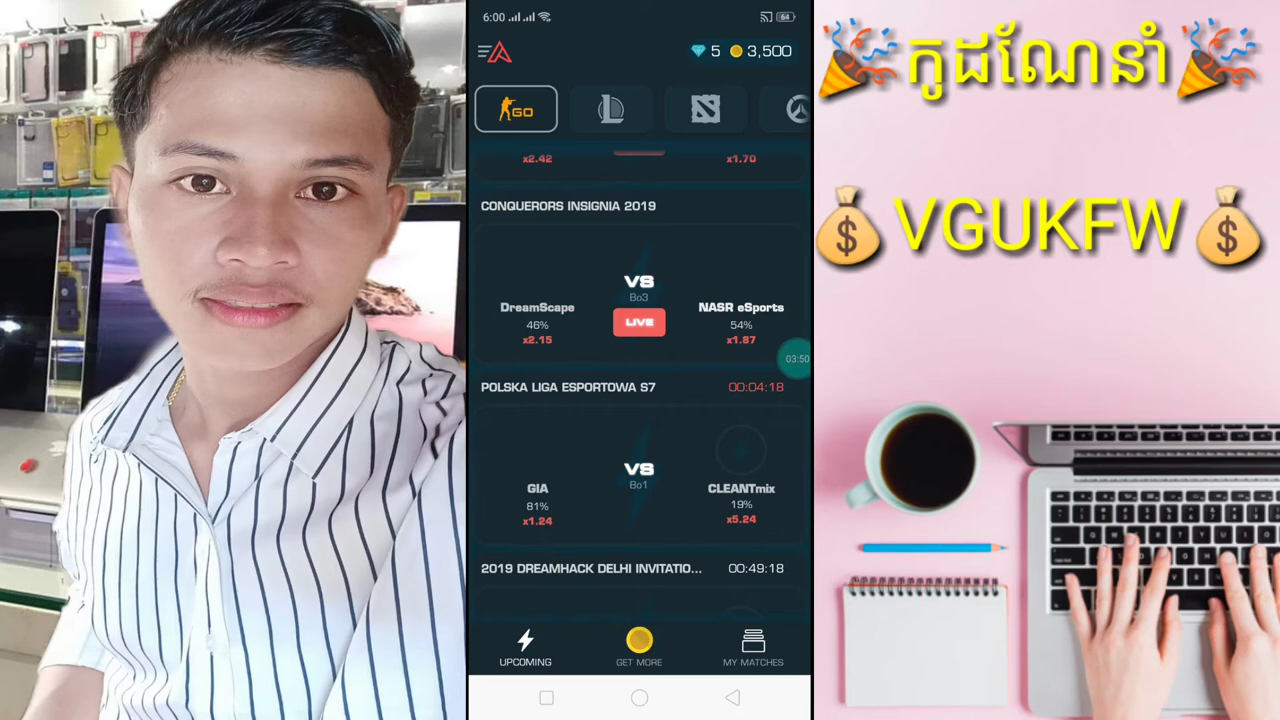 6:00
64
5
3,500
GO
x2.42
x1.70
CONQUERORS INSIGNIA 2019
VS
Bo3
DreamScape
NASR eSports
46%
LIVE
54%
x2.15
x1.87
03:50
POLSKA LIGA ESPORTOWA S7
00:04:18
VS
Bo1
GIA
CLEANTmix
81%
19%
x1.24
x5.24
2019 DREAMHACK DELHI INVITATIO...
00:49:18
UPCOMING
GET MORE
MY MATCHES
កូដណែនាំ
VGUKFW